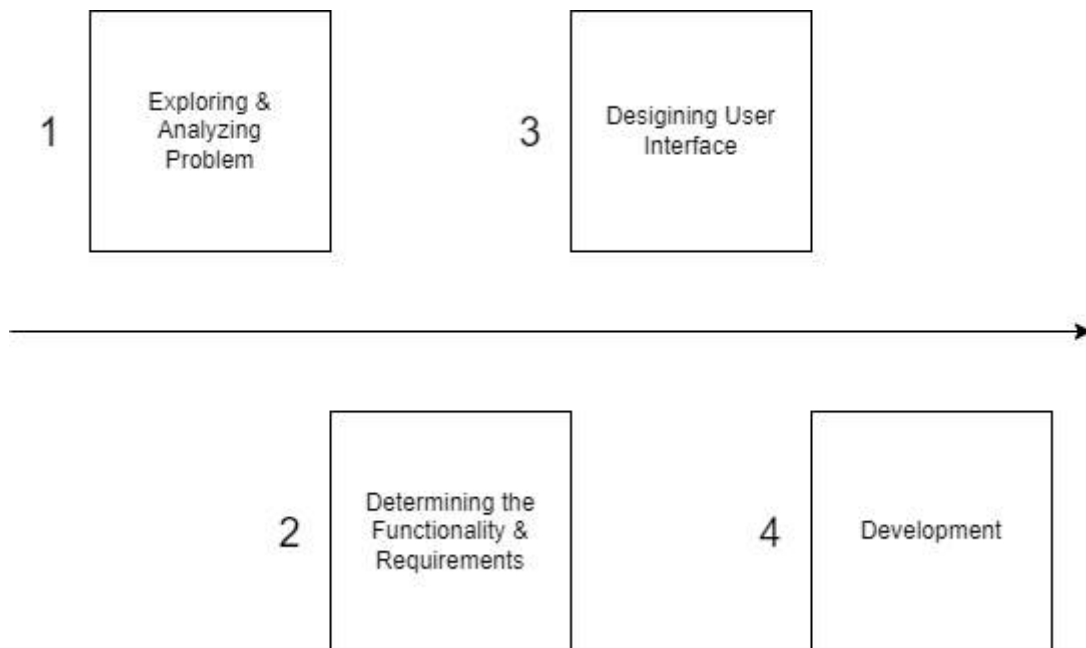 1
Exploring &
Analyzing
Problem
2
Determining the
Functionality &
Requirements
3
Desigining User
Interface
4
Development